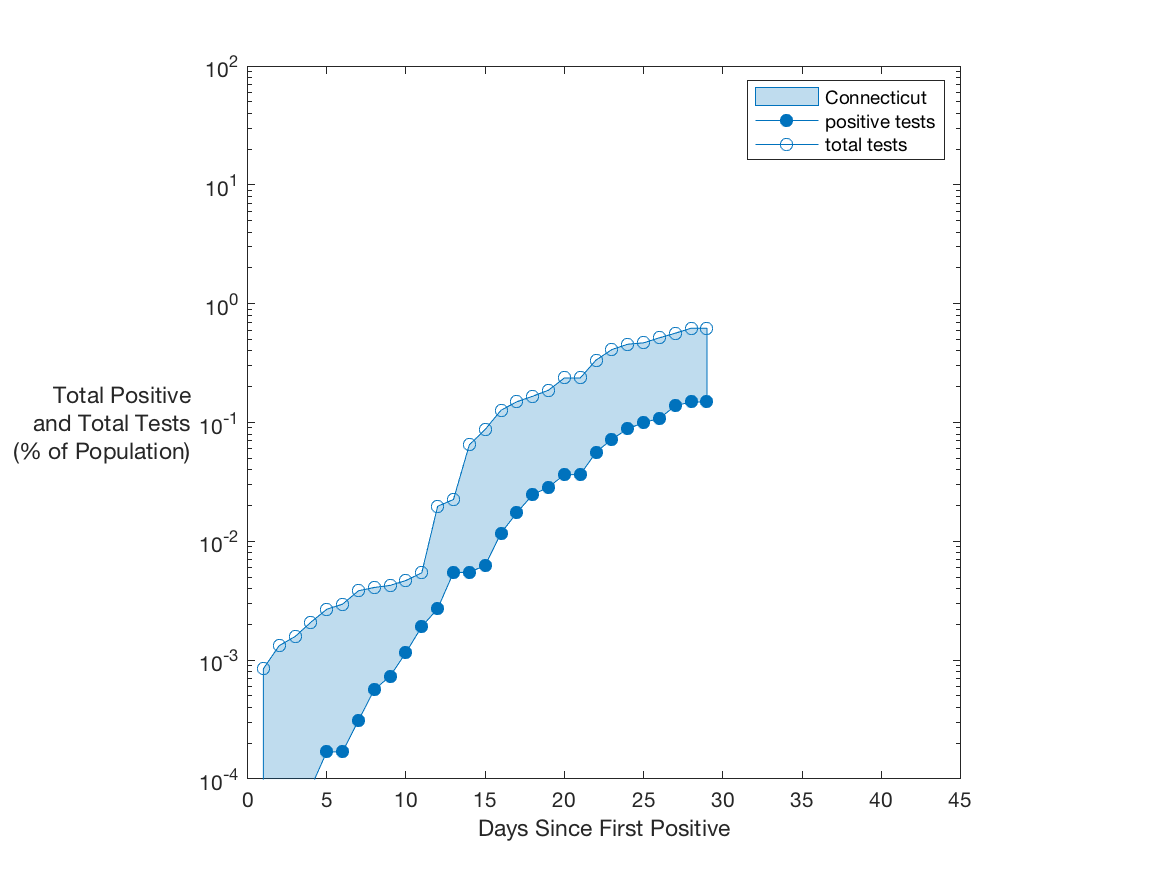 10^2
10^1
10^0
10^-1
10^-2
10^-3
10^-4
Total Positive
and Total Tests
(% of Population)
Connecticut
positive tests
total tests
0 5 10 15 20 25 30 35 40 45
Days Since First Positive